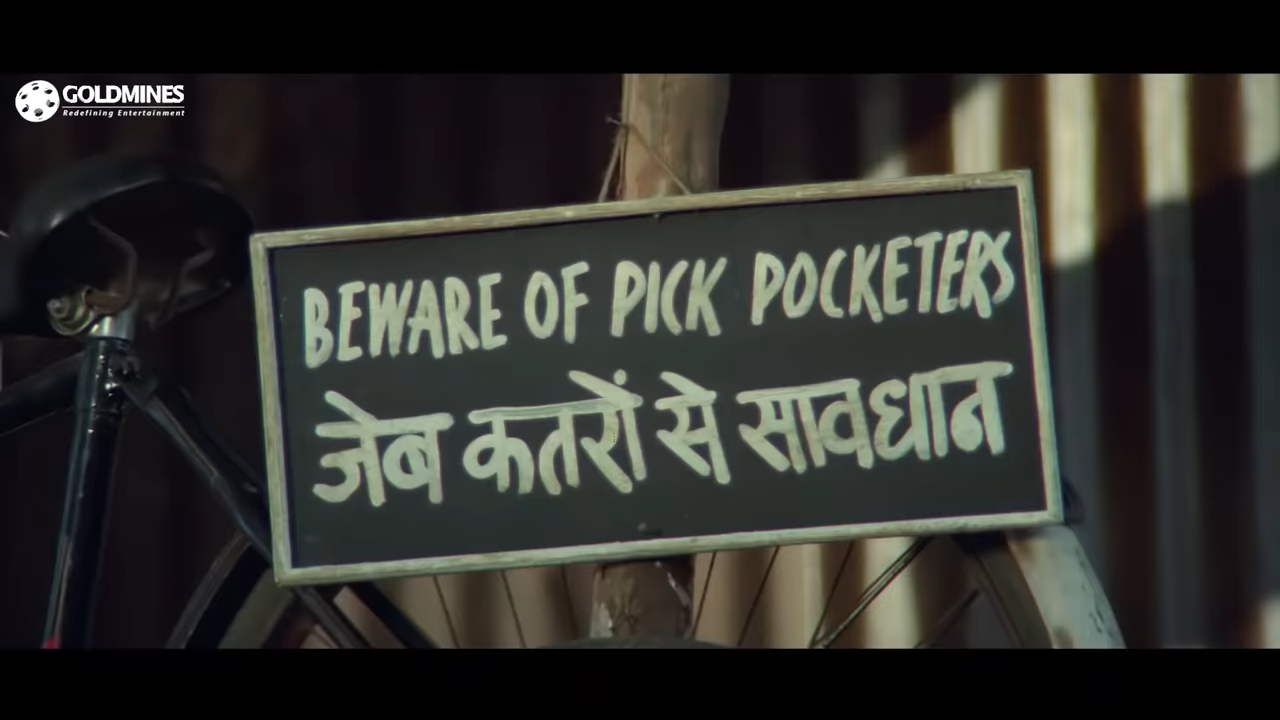 GOLDMINES
Redefining Entertainment
BEWARE OF PICK POCKETERS
जेब कतरों से सावधान